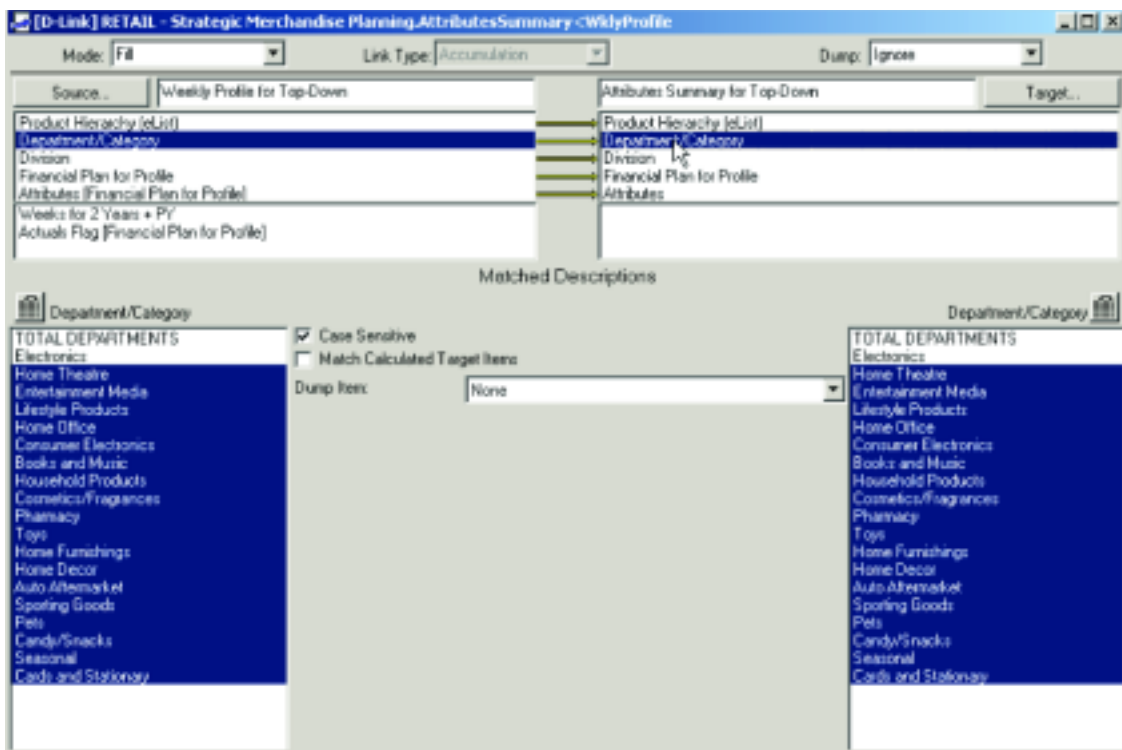 [D-Link] RETAIL - Strategic Merchandise Planning.AttributesSummary<WklyProfile
Mode: Fill Link Type: Accumulation Dump: Ignore
Source... Weekly Profile for Top-Down Attributes Summary for Top-Down Target...
Product Hierarchy (eList) Product Hierarchy (eList)
Department/Category Department/Category
Division Division
Financial Plan for Profile Financial Plan for Profile
Attributes [Financial Plan for Profile] Attributes
Weeks for 2 Years + PY
Actuals Flag [Financial Plan for Profile]
Matched Descriptions
Department/Category Department/Category
TOTAL DEPARTMENTS Case Sensitive TOTAL DEPARTMENTS
Electronics Match Calculated Target Items Electronics
Home Theatre Home Theatre
Entertainment Media Dump Item: None Entertainment Media
Lifestyle Products Lifestyle Products
Home Office Home Office
Consumer Electronics Consumer Electronics
Books and Music Books and Music
Household Products Household Products
Cosmetics/Fragrances Cosmetics/Fragrances
Pharmacy Pharmacy
Toys Toys
Home Furnishings Home Furnishings
Home Decor Home Decor
Auto Aftermarket Auto Aftermarket
Sporting Goods Sporting Goods
Pets Pets
Candy/Snacks Candy/Snacks
Seasonal Seasonal
Cards and Stationary Cards and Stationary